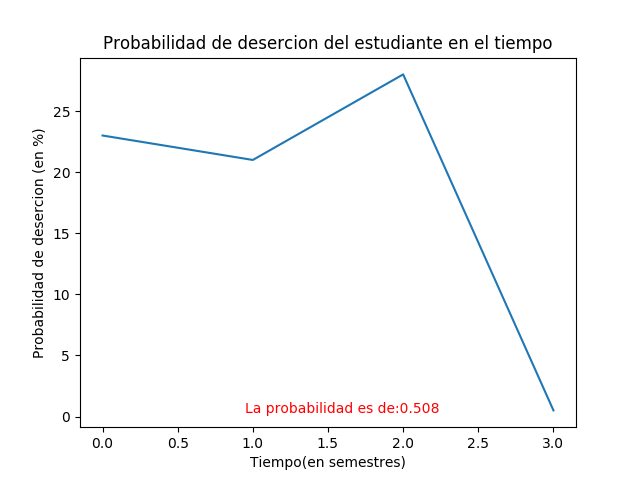 Probabilidad de desercion del estudiante en el tiempo
Probabilidad de desercion (en %)
25
20
15
10
5
0
La probabilidad es de:0.508
0.0 0.5 1.0 1.5 2.0 2.5 3.0
Tiempo(en semestres)